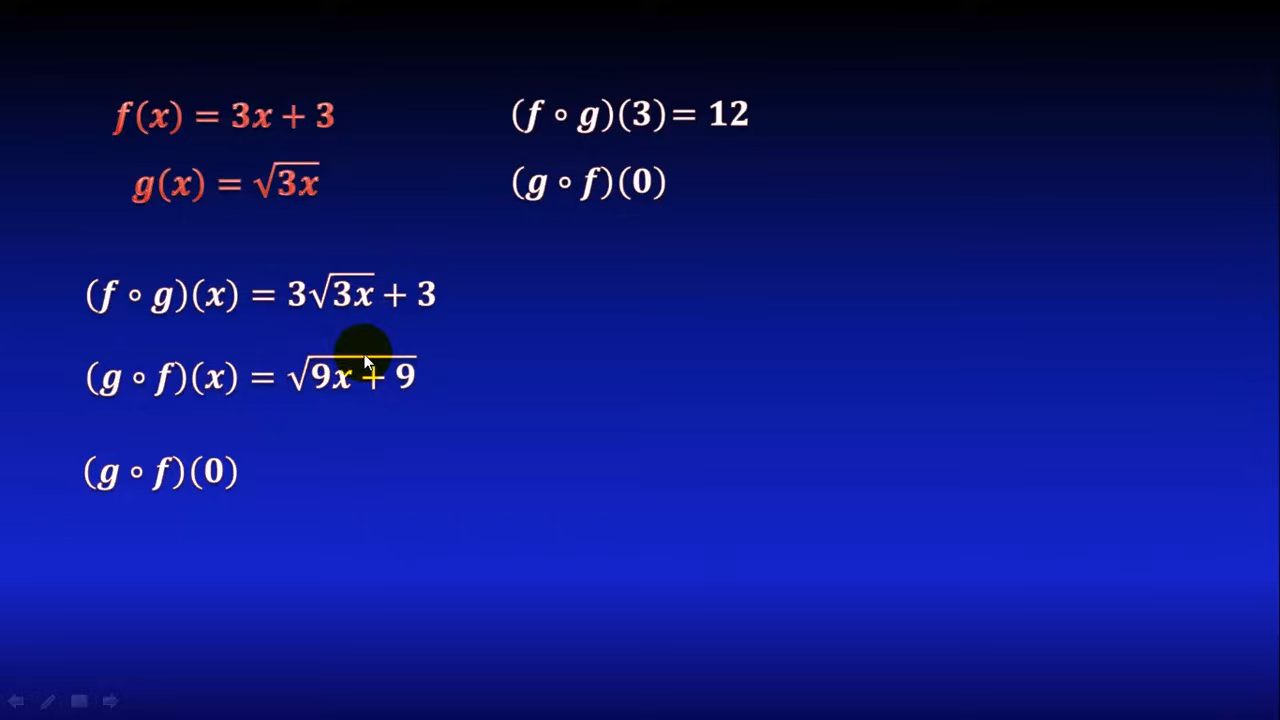 f(x) = 3x + 3
g(x) = √3x
(f ∘ g)(3) = 12
(g ∘ f)(0)
(f ∘ g)(x) = 3√3x + 3
(g ∘ f)(x) = √9x + 9
(g ∘ f)(0)